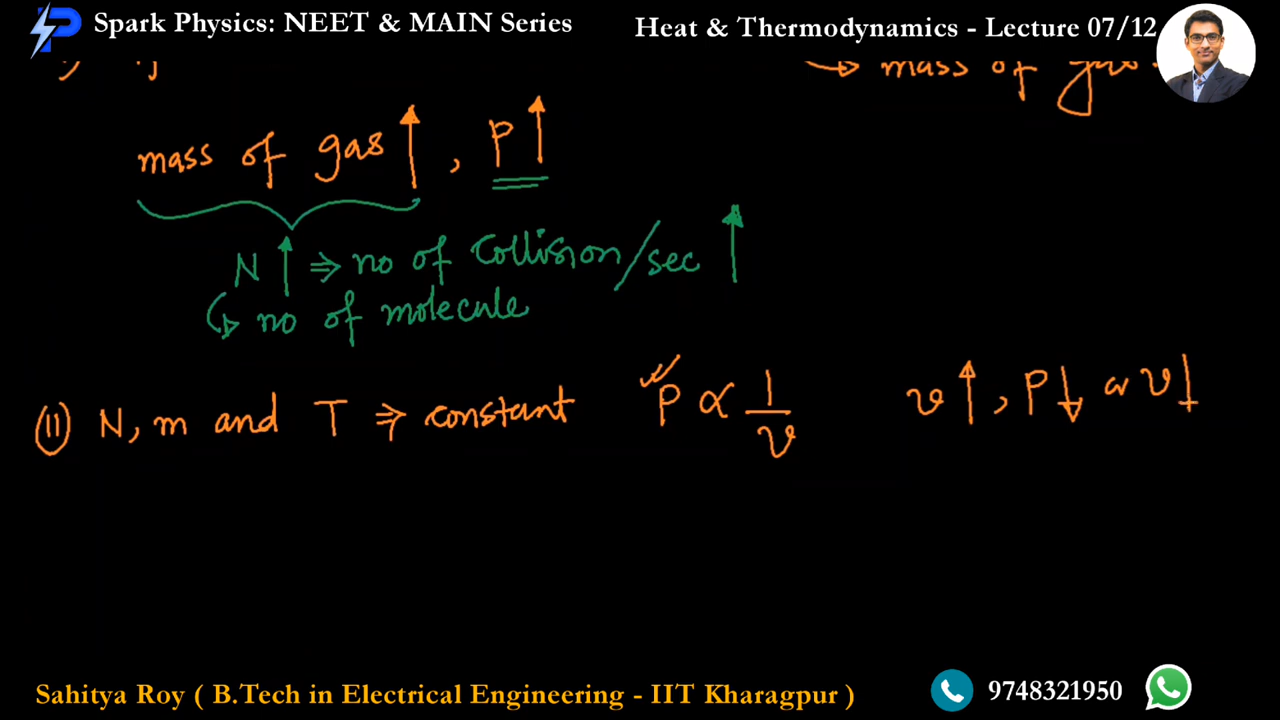 Spark Physics: NEET & MAIN Series
Heat & Thermodynamics - Lecture 07/12
↳ mass of gas
mass of gas ↑, P↑
N↑ ⇒ no of collision/sec ↑
↳ no of molecule
(II) N, m and T ⇒ constant P ∝ 1/v v↑, P↓ or v↓
Sahitya Roy ( B.Tech in Electrical Engineering - IIT Kharagpur )
9748321950